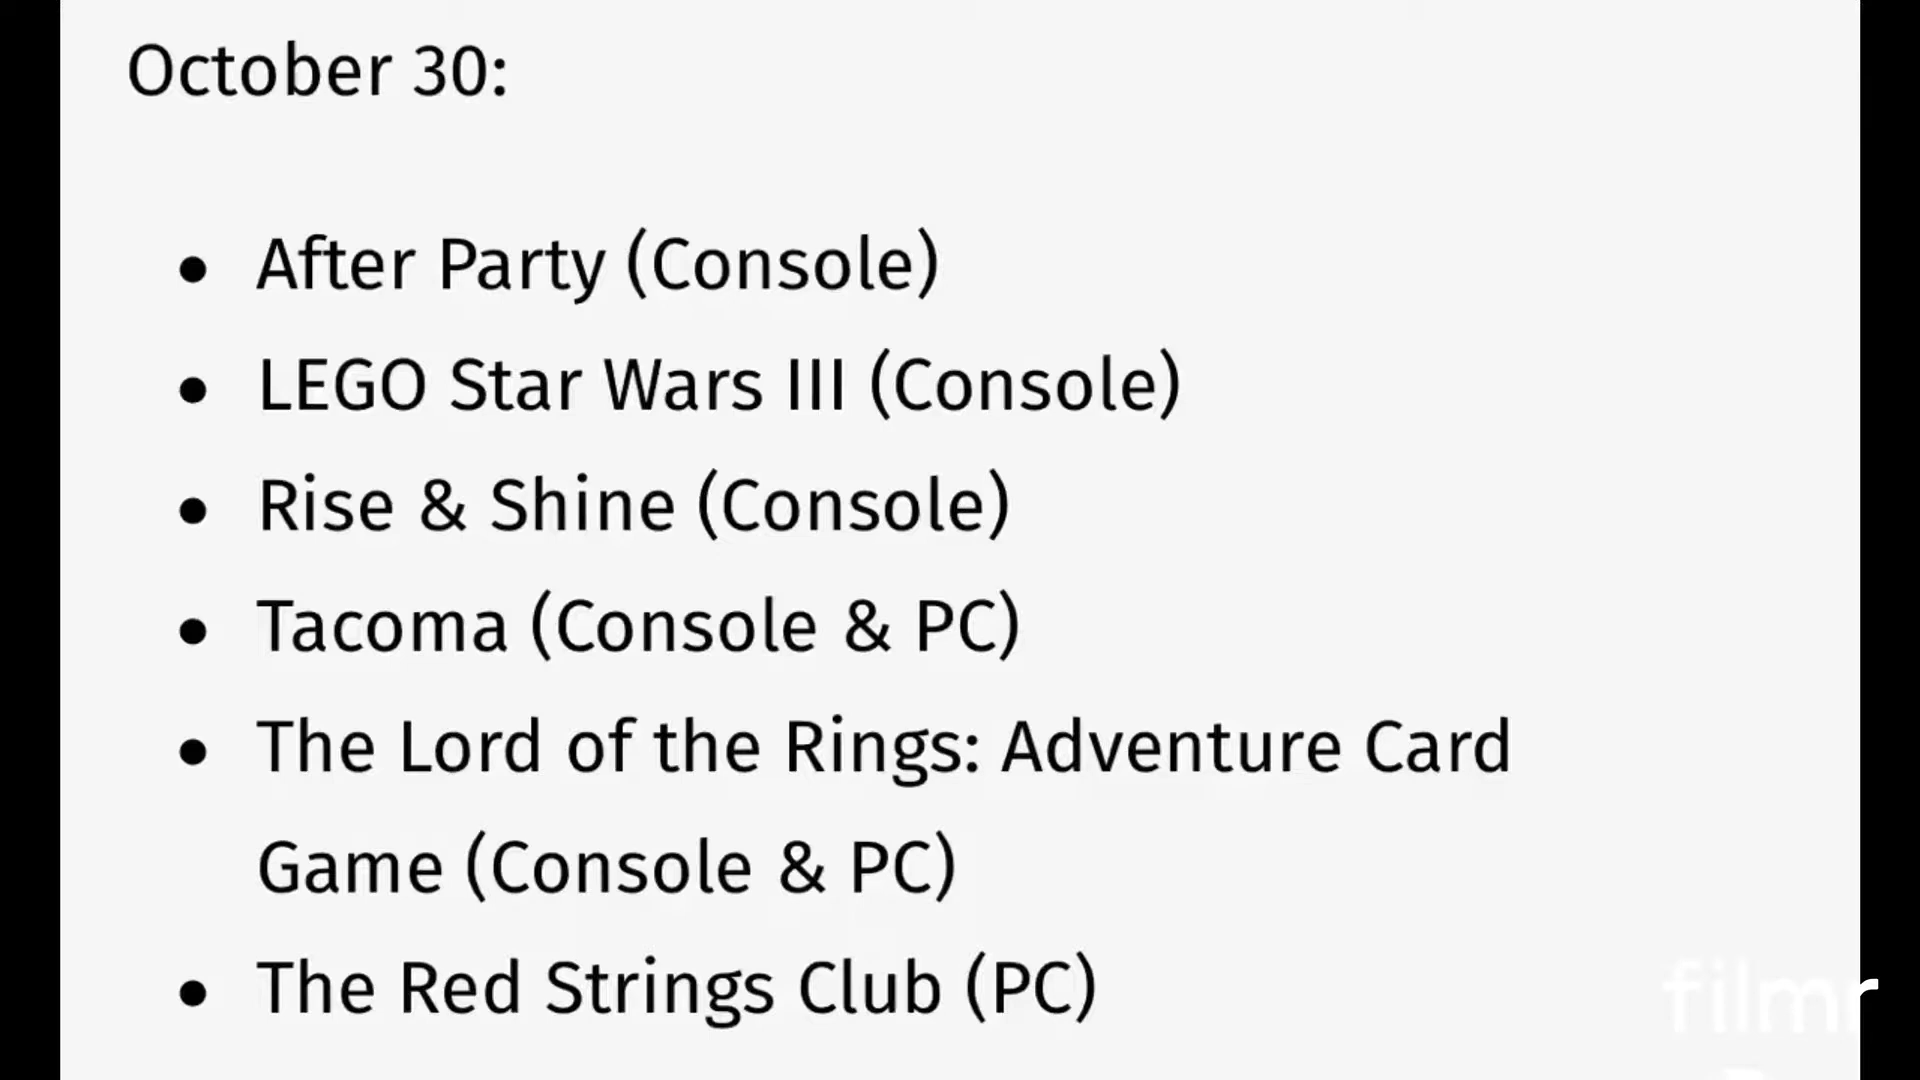 October 30:
• After Party (Console)
• LEGO Star Wars III (Console)
• Rise & Shine (Console)
• Tacoma (Console & PC)
• The Lord of the Rings: Adventure Card
Game (Console & PC)
• The Red Strings Club (PC)
filmr